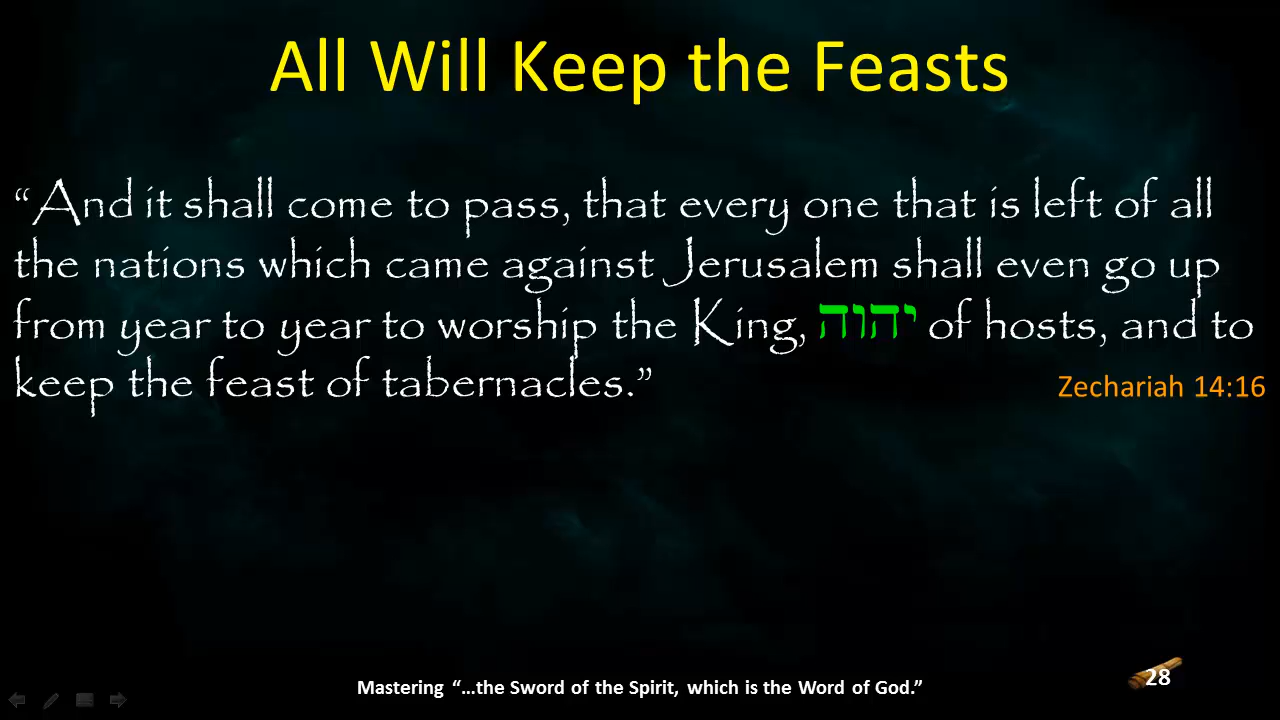 All Will Keep the Feasts
“And it shall come to pass, that every one that is left of all
the nations which came against Jerusalem shall even go up
from year to year to worship the King, יהוה of hosts, and to
keep the feast of tabernacles.” Zechariah 14:16
Mastering “...the Sword of the Spirit, which is the Word of God.”
28